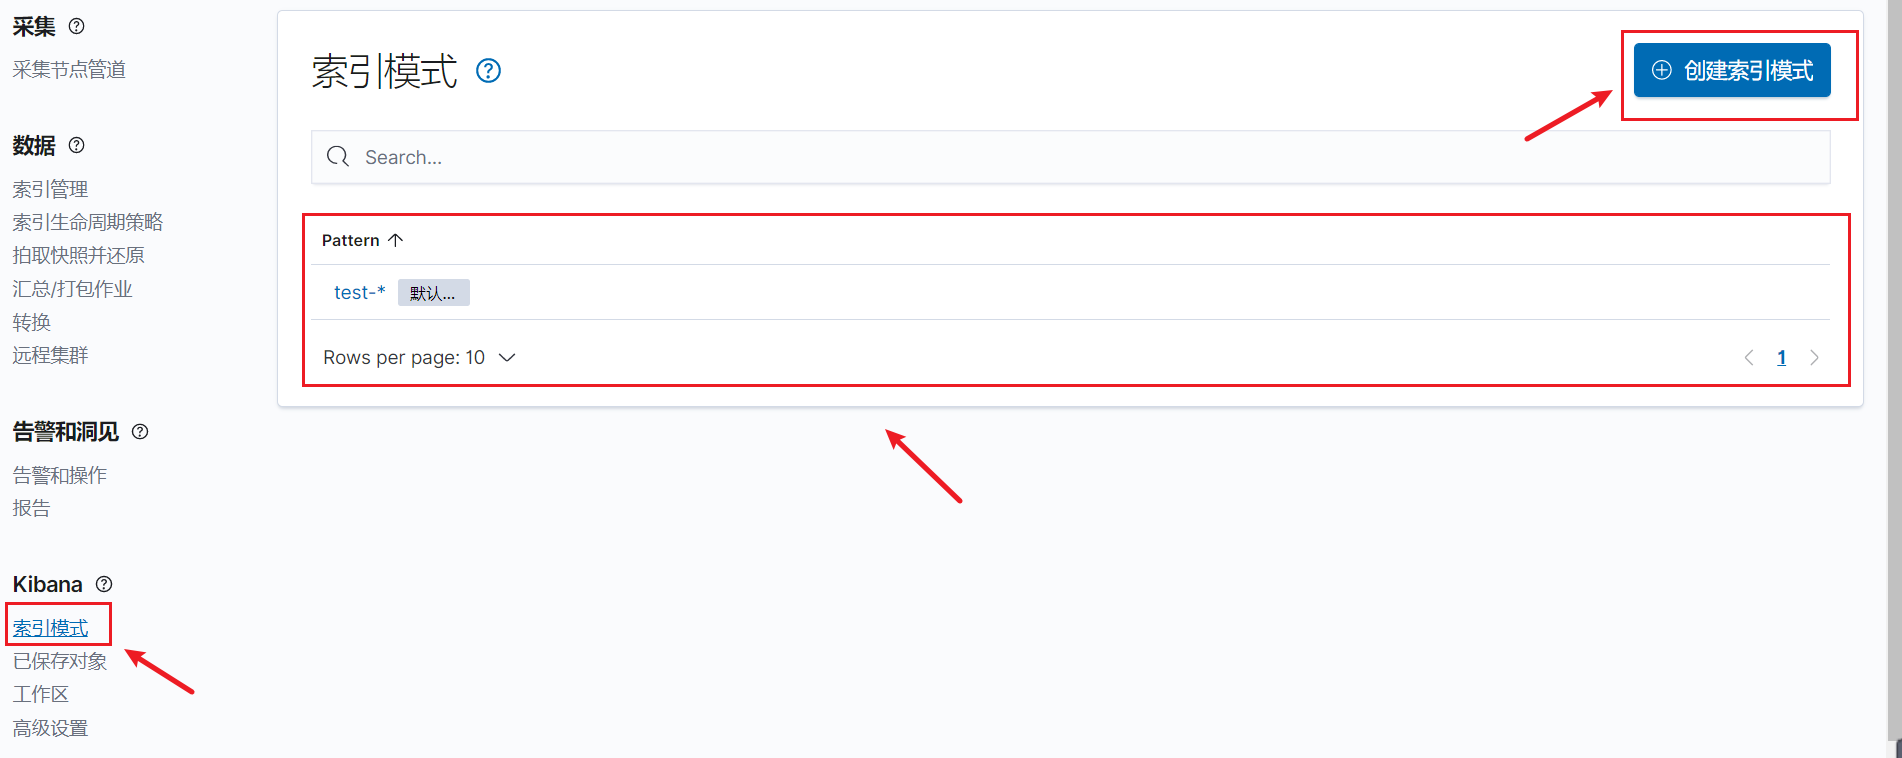 采集
采集节点管道
数据
索引管理
索引生命周期策略
拍取快照并还原
汇总/打包作业
转换
远程集群
告警和洞见
告警和操作
报告
Kibana
索引模式
已保存对象
工作区
高级设置
索引模式
创建索引模式
Search...
Pattern
test-* 默认...
Rows per page: 10
1